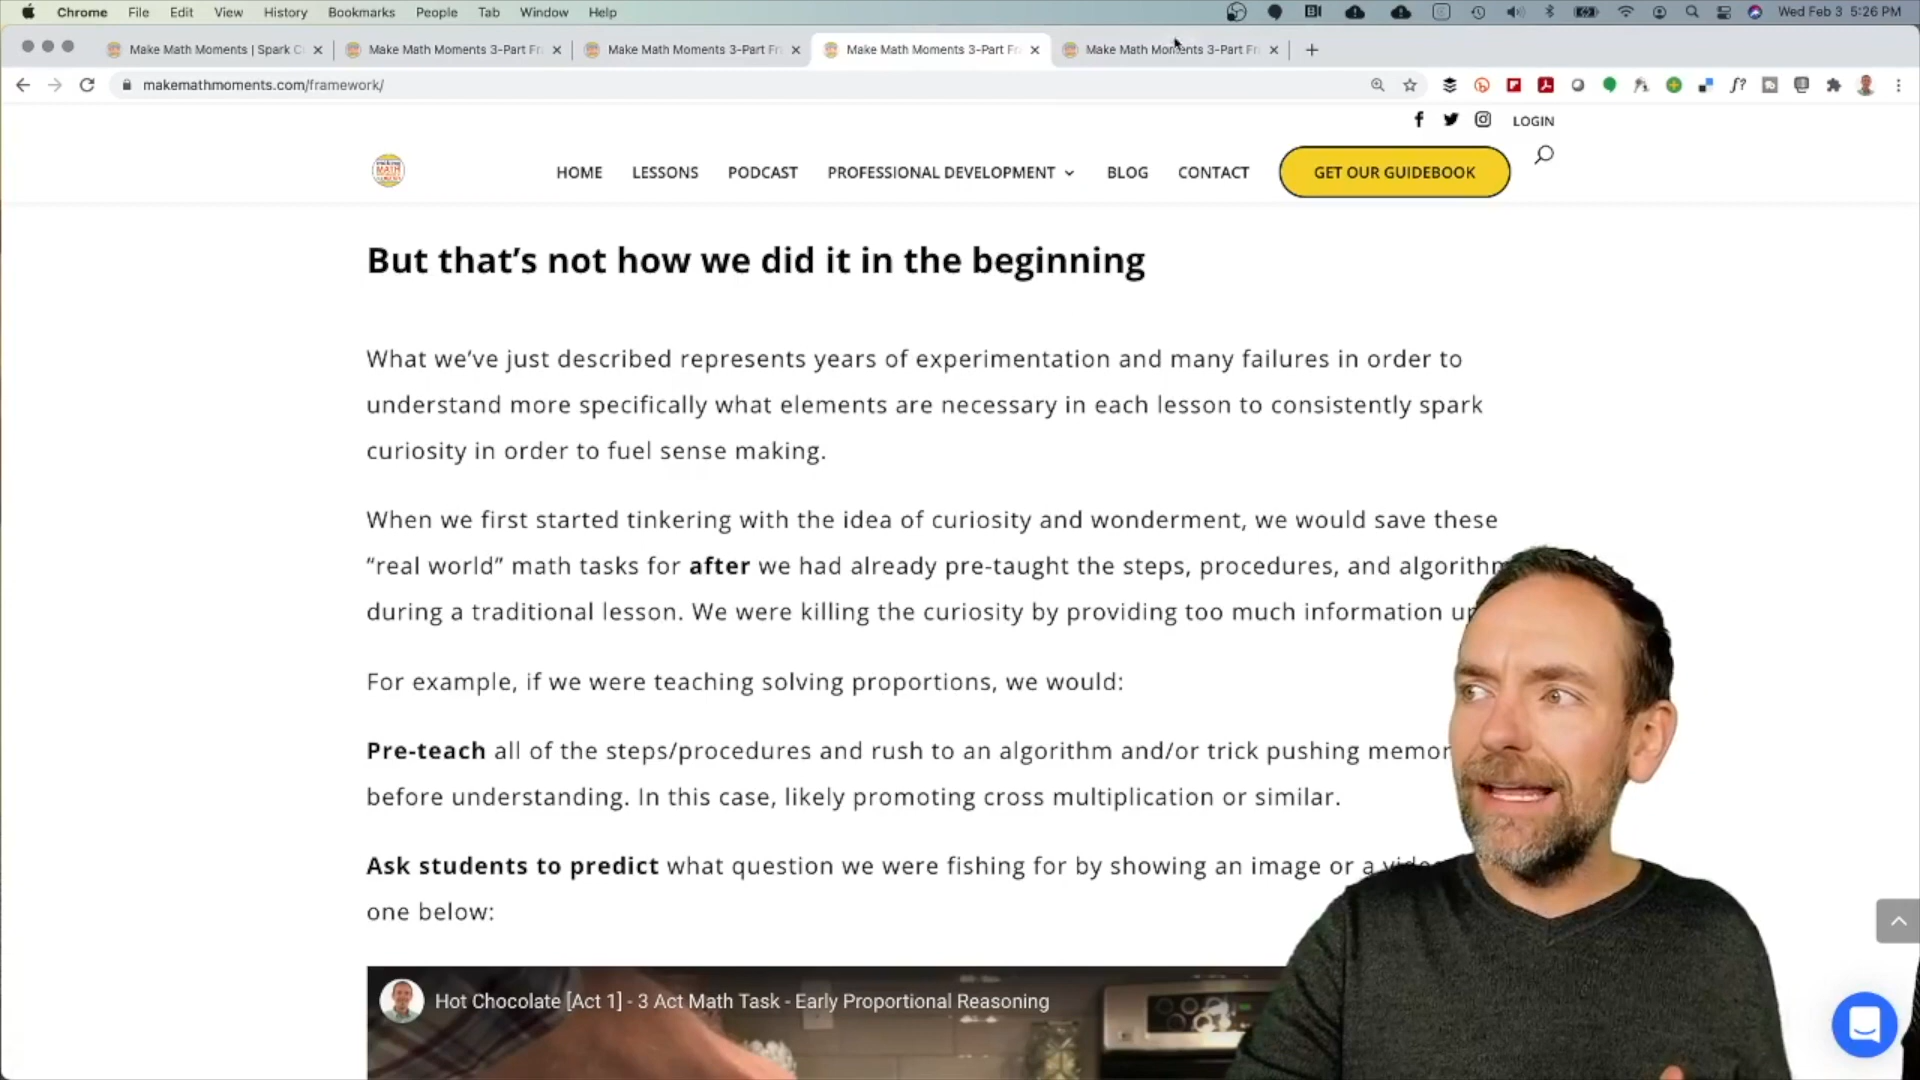 Chrome File Edit View History Bookmarks People Tab Window Help Wed Feb 3 5:26 PM
Make Math Moments | Spark C Make Math Moments 3-Part Fr Make Math Moments 3-Part Fr Make Math Moments 3-Part Fr Make Math Moments 3-Part Fr
makemathmoments.com/framework/
LOGIN
HOME LESSONS PODCAST PROFESSIONAL DEVELOPMENT BLOG CONTACT GET OUR GUIDEBOOK
But that’s not how we did it in the beginning
What we’ve just described represents years of experimentation and many failures in order to
understand more specifically what elements are necessary in each lesson to consistently spark
curiosity in order to fuel sense making.
When we first started tinkering with the idea of curiosity and wonderment, we would save these
“real world” math tasks for after we had already pre-taught the steps, procedures, and algorithm
during a traditional lesson. We were killing the curiosity by providing too much information
For example, if we were teaching solving proportions, we would:
Pre-teach all of the steps/procedures and rush to an algorithm and/or trick pushing memor
before understanding. In this case, likely promoting cross multiplication or similar.
Ask students to predict what question we were fishing for by showing an image or a
one below:
Hot Chocolate [Act 1] - 3 Act Math Task - Early Proportional Reasoning